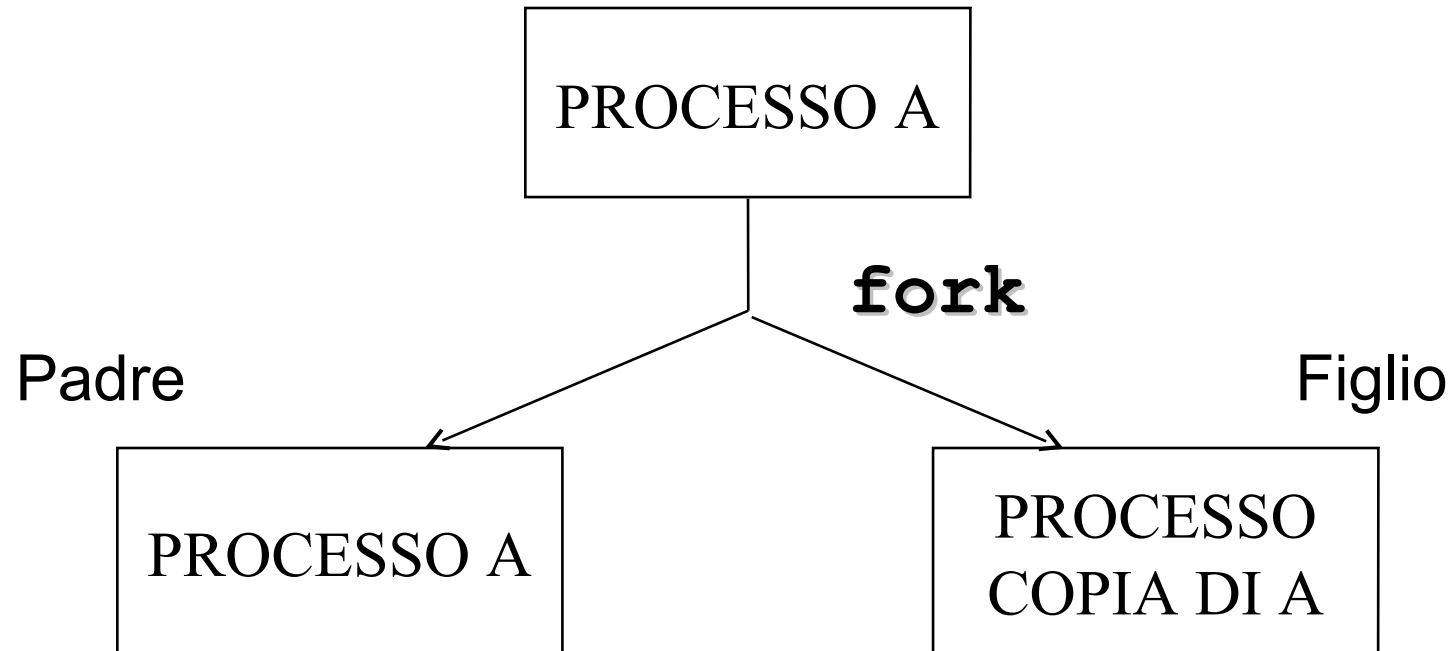 PROCESSO A
fork
Padre
Figlio
PROCESSO A
PROCESSO
COPIA DI A